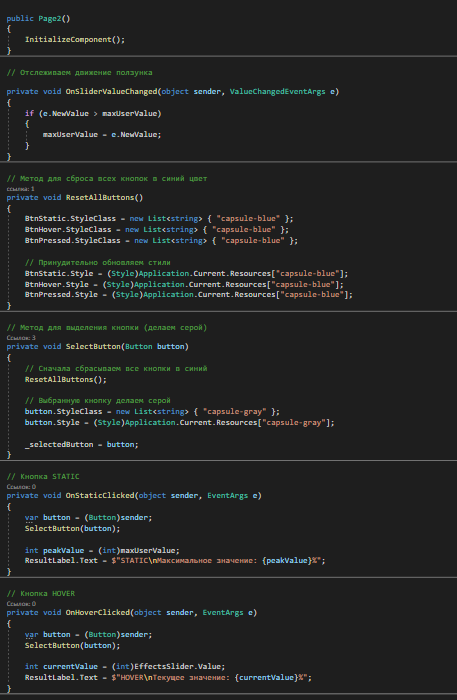 public Page2()
{
InitializeComponent();
}
// Отслеживаем движение ползунка
private void OnSliderValueChanged(object sender, ValueChangedEventArgs e)
{
if (e.NewValue > maxUserValue)
{
maxUserValue = e.NewValue;
}
}
// Метод для сброса всех кнопок в синий цвет
ссылка: 1
private void ResetAllButtons()
{
BtnStatic.StyleClass = new List<string> { "capsule-blue" };
BtnHover.StyleClass = new List<string> { "capsule-blue" };
BtnPressed.StyleClass = new List<string> { "capsule-blue" };
// Принудительно обновляем стили
BtnStatic.Style = (Style)Application.Current.Resources["capsule-blue"];
BtnHover.Style = (Style)Application.Current.Resources["capsule-blue"];
BtnPressed.Style = (Style)Application.Current.Resources["capsule-blue"];
}
// Метод для выделения кнопки (делаем серой)
Ссылок: 3
private void SelectButton(Button button)
{
// Сначала сбрасываем все кнопки в синий
ResetAllButtons();
// Выбранную кнопку делаем серой
button.StyleClass = new List<string> { "capsule-gray" };
button.Style = (Style)Application.Current.Resources["capsule-gray"];
_selectedButton = button;
}
// Кнопка STATIC
Ссылок: 0
private void OnStaticClicked(object sender, EventArgs e)
{
var button = (Button)sender;
SelectButton(button);
int peakValue = (int)maxUserValue;
ResultLabel.Text = $"STATIC\nМаксимальное значение: {peakValue}%";
}
// Кнопка HOVER
Ссылок: 0
private void OnHoverClicked(object sender, EventArgs e)
{
var button = (Button)sender;
SelectButton(button);
int currentValue = (int)EffectsSlider.Value;
ResultLabel.Text = $"HOVER\nТекущее значение: {currentValue}%";
}